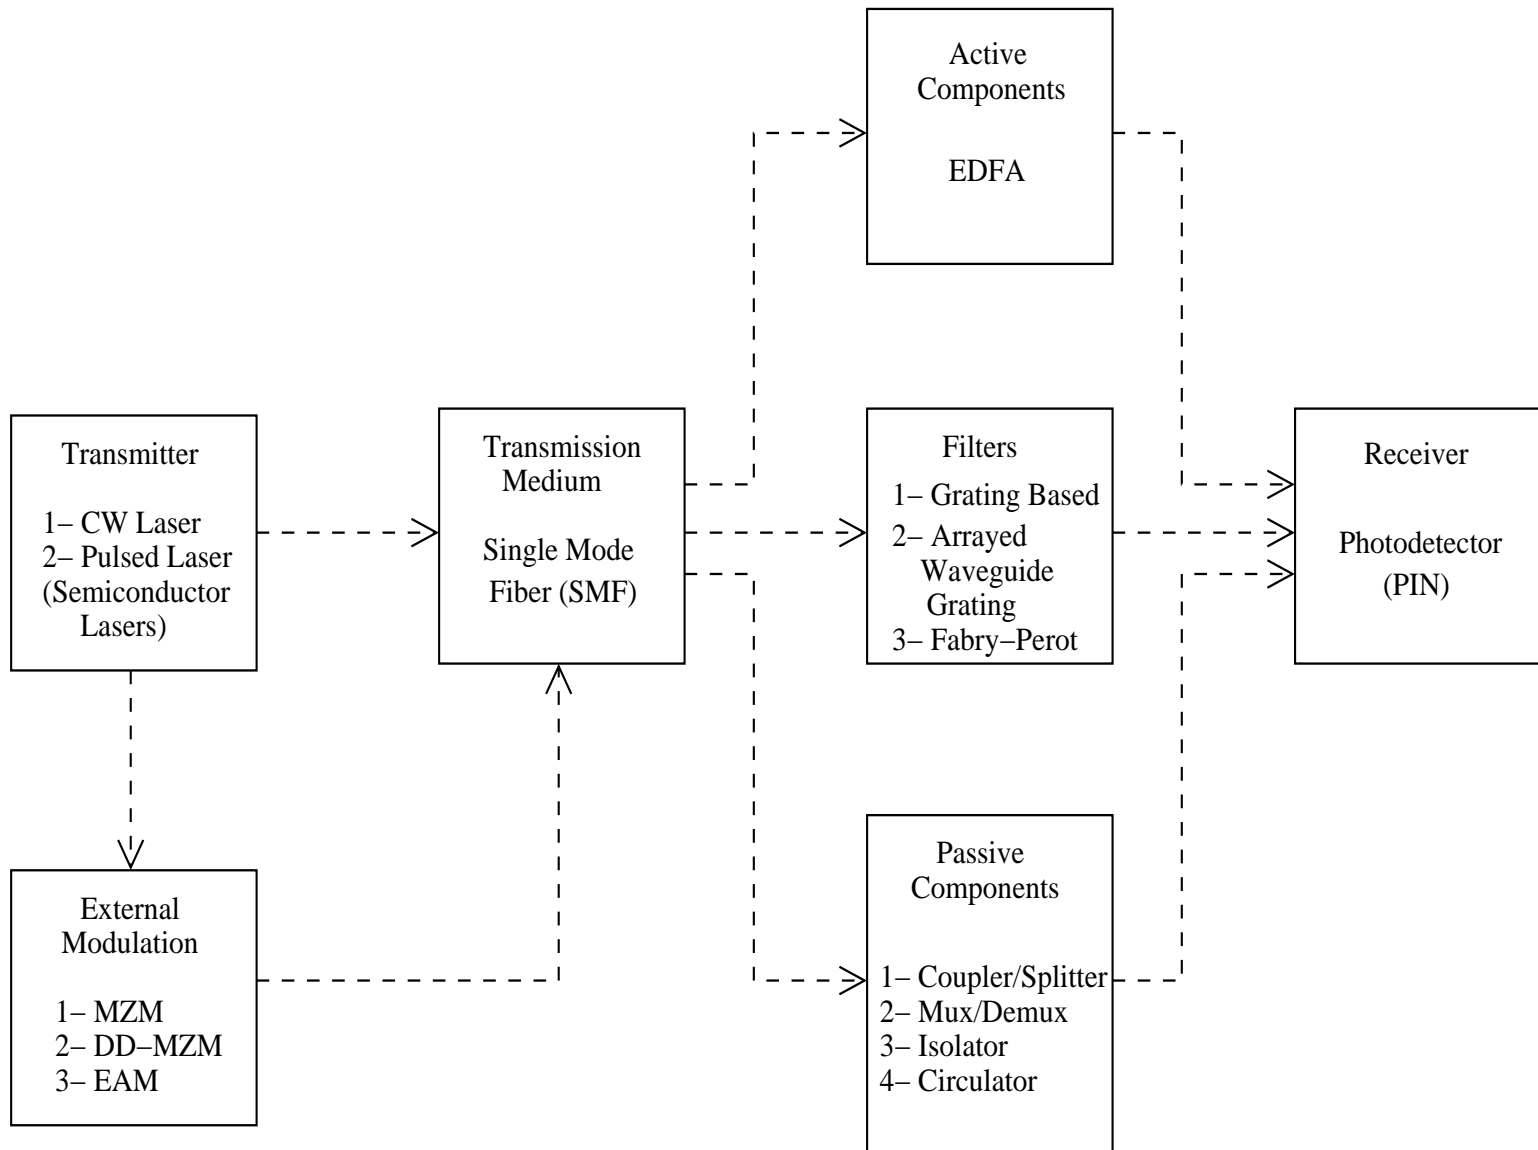 Active
Components
EDFA
Transmitter
1– CW Laser
2– Pulsed Laser
(Semiconductor
Lasers)
Transmission
Medium
Single Mode
Fiber (SMF)
Filters
1– Grating Based
2– Arrayed
Waveguide
Grating
3– Fabry–Perot
Receiver
Photodetector
(PIN)
External
Modulation
1– MZM
2– DD–MZM
3– EAM
Passive
Components
1– Coupler/Splitter
2– Mux/Demux
3– Isolator
4– Circulator